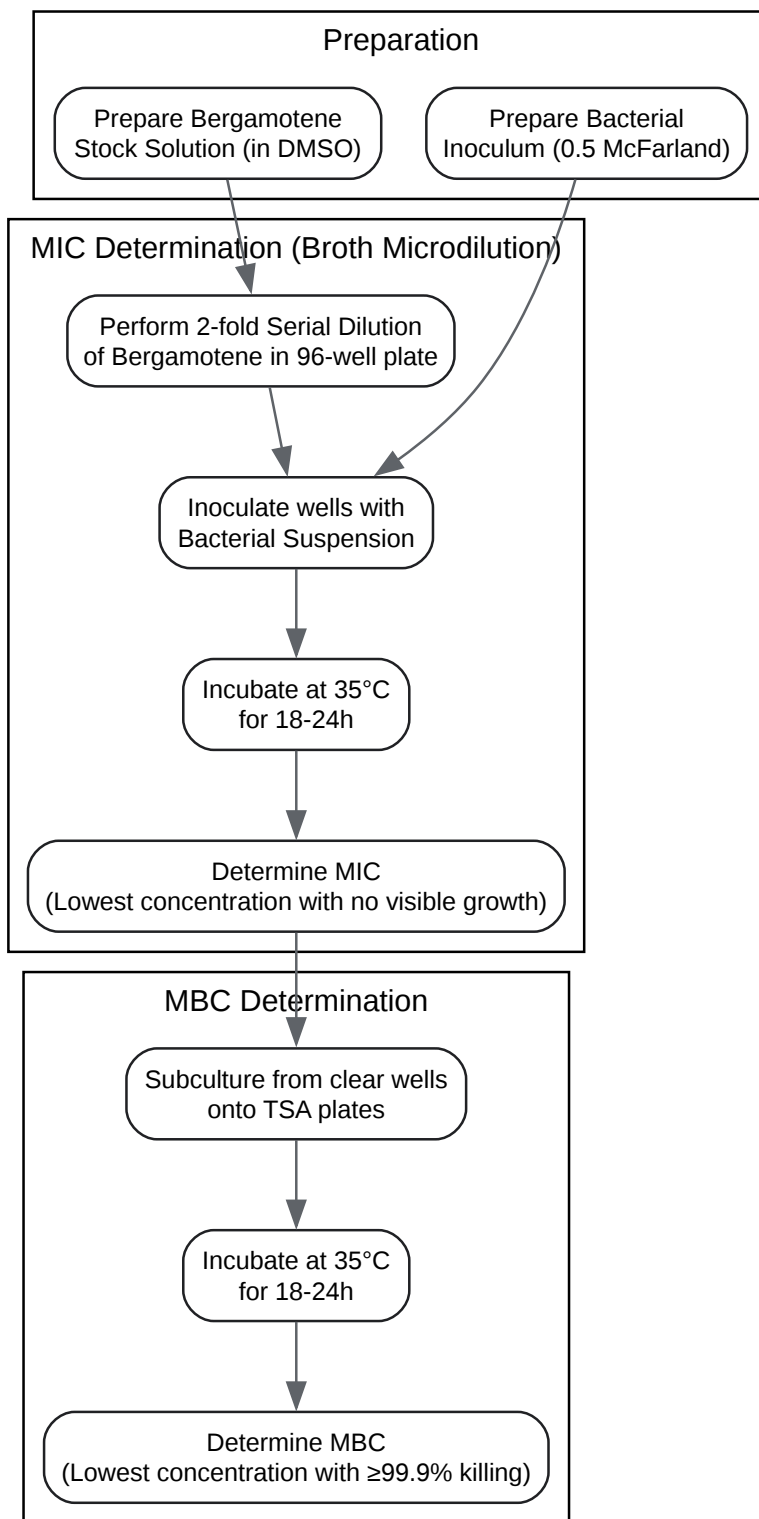 Preparation
Prepare Bergamotene
Stock Solution (in DMSO)
Prepare Bacterial
Inoculum (0.5 McFarland)
MIC Determination (Broth Microdilution)
Perform 2-fold Serial Dilution
of Bergamotene in 96-well plate
Inoculate wells with
Bacterial Suspension
Incubate at 35°C
for 18-24h
Determine MIC
(Lowest concentration with no visible growth)
MBC Determination
Subculture from clear wells
onto TSA plates
Incubate at 35°C
for 18-24h
Determine MBC
(Lowest concentration with ≥99.9% killing)